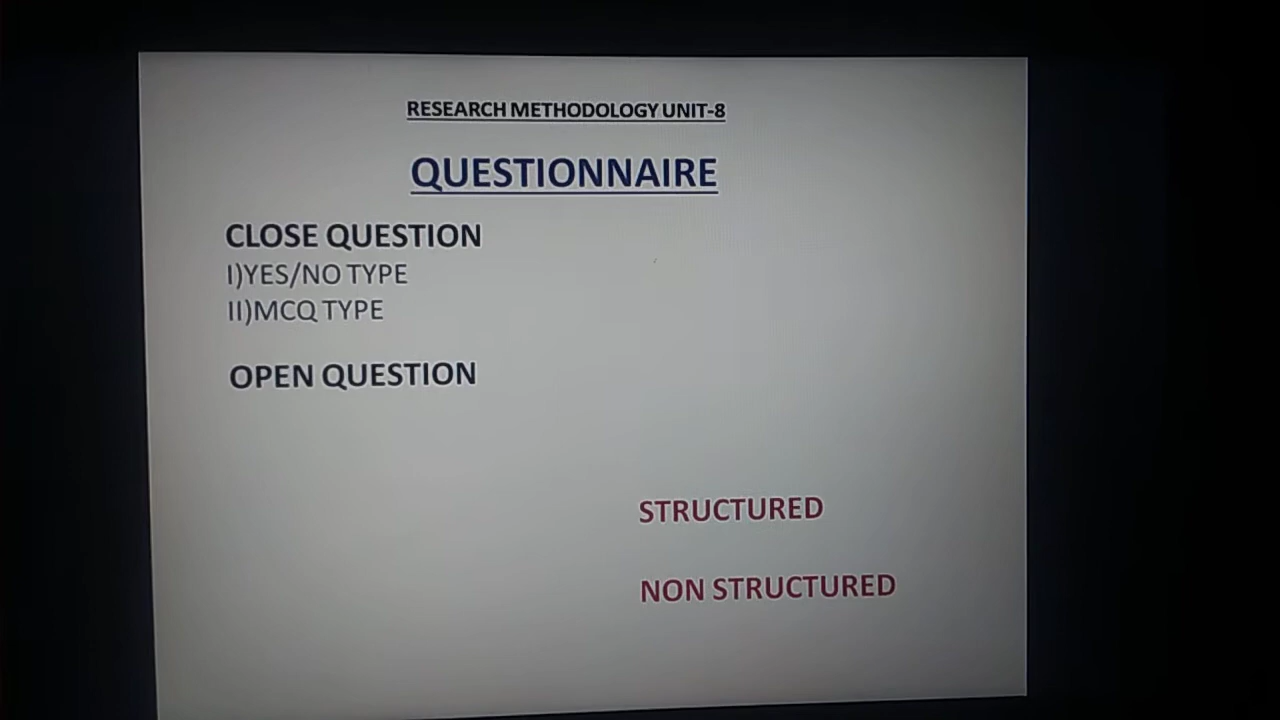 RESEARCH METHODOLOGY UNIT-8
QUESTIONNAIRE
CLOSE QUESTION
I)YES/NO TYPE
II)MCQ TYPE
OPEN QUESTION
STRUCTURED
NON STRUCTURED